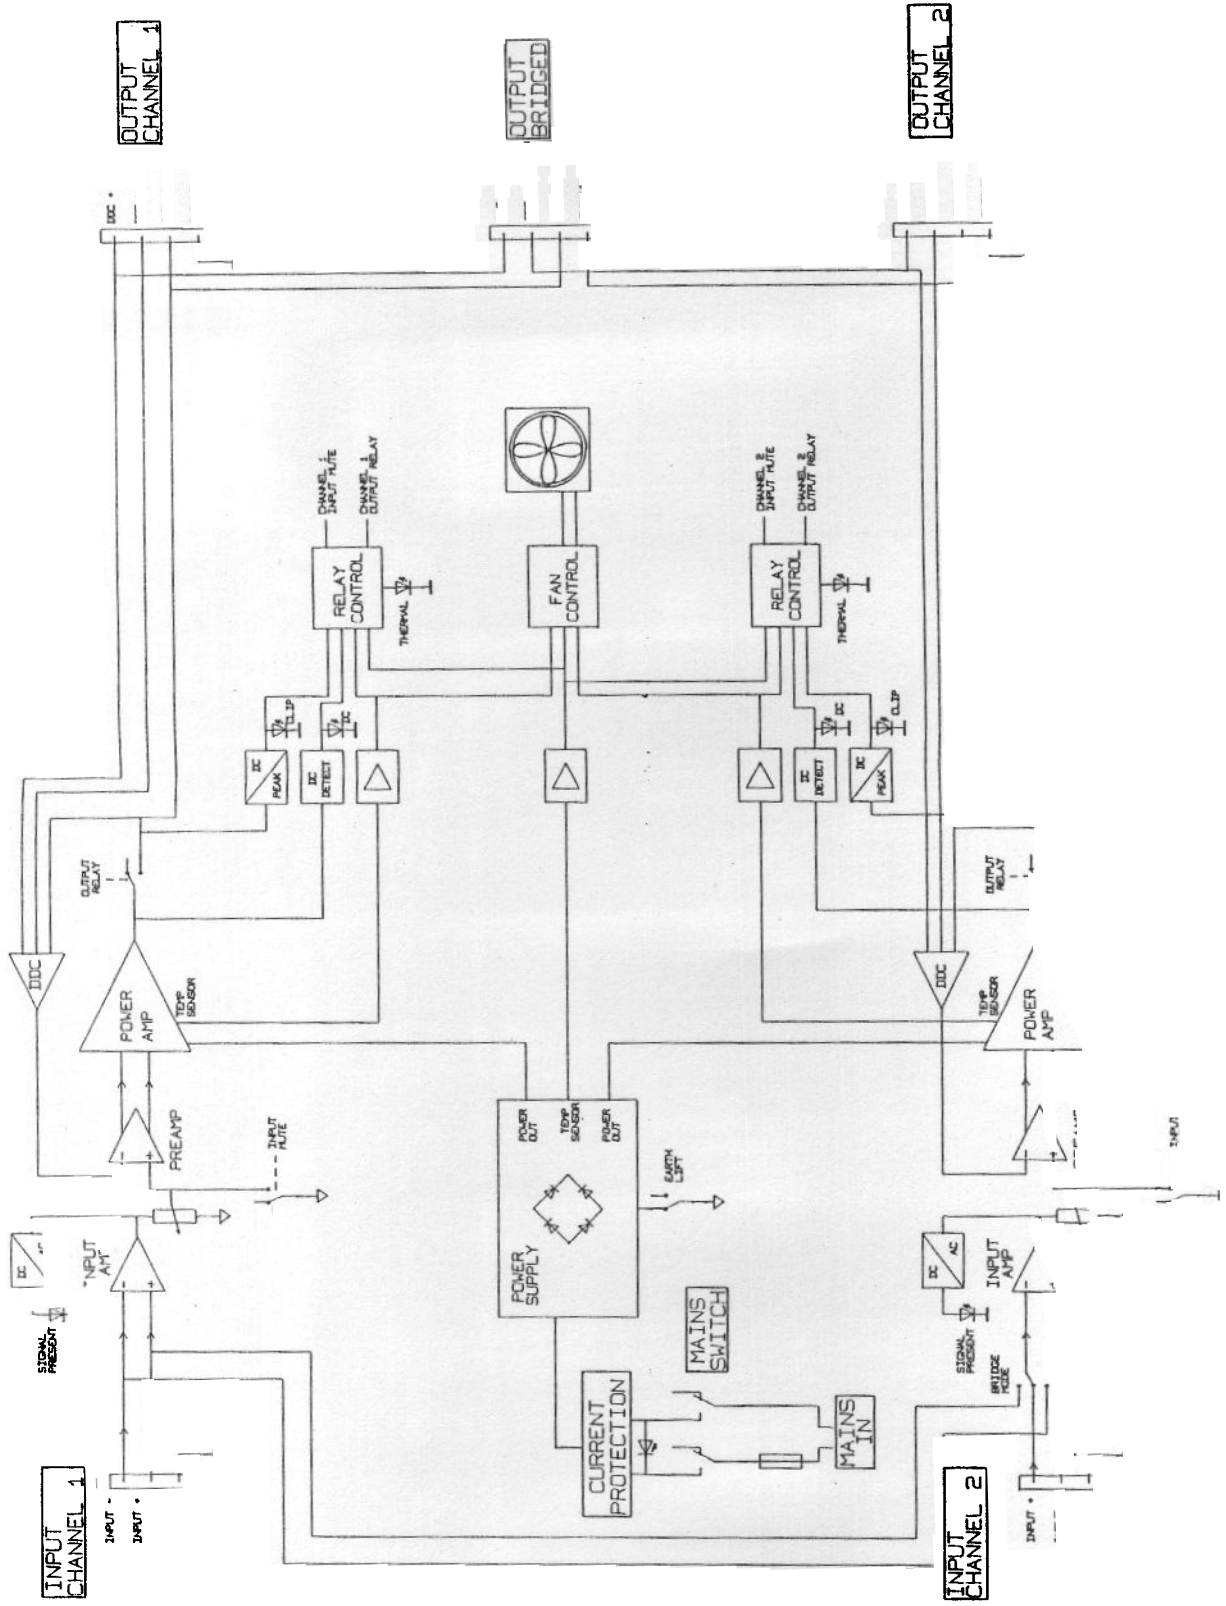 OUTPUT
CHANNEL 1
OUTPUT
BRIDGED
OUTPUT
CHANNEL 2
DDC +
CHANNEL 1
INPUT MUTE
CHANNEL 1
OUTPUT RELAY
RELAY
CONTROL
THERMAL
FAN
CONTROL
CHANNEL 2
INPUT MUTE
CHANNEL 2
OUTPUT RELAY
RELAY
CONTROL
THERMAL
CLIP
DC
DC
PEAK
DC
DETECT
DC
CLIP
DC
DETECT
DC
PEAK
OUTPUT
RELAY
OUTPUT
RELAY
DDC
POWER
AMP
TEMP
SENSOR
DDC
TEMP
SENSOR
POWER
AMP
PREAMP
INPUT
MUTE
POWER
OUT
TEMP
SENSOR
POWER
OUT
POWER
SUPPLY
EARTH
LIFT
INPUT
DC
SIGNAL
PRESENT
DC
AC
INPUT
AMP
SIGNAL
PRESENT
BRIDGE
MODE
MAINS
SWITCH
CURRENT
PROTECTION
MAINS
IN
INPUT
CHANNEL 1
INPUT -
INPUT +
INPUT
CHANNEL 2
INPUT +